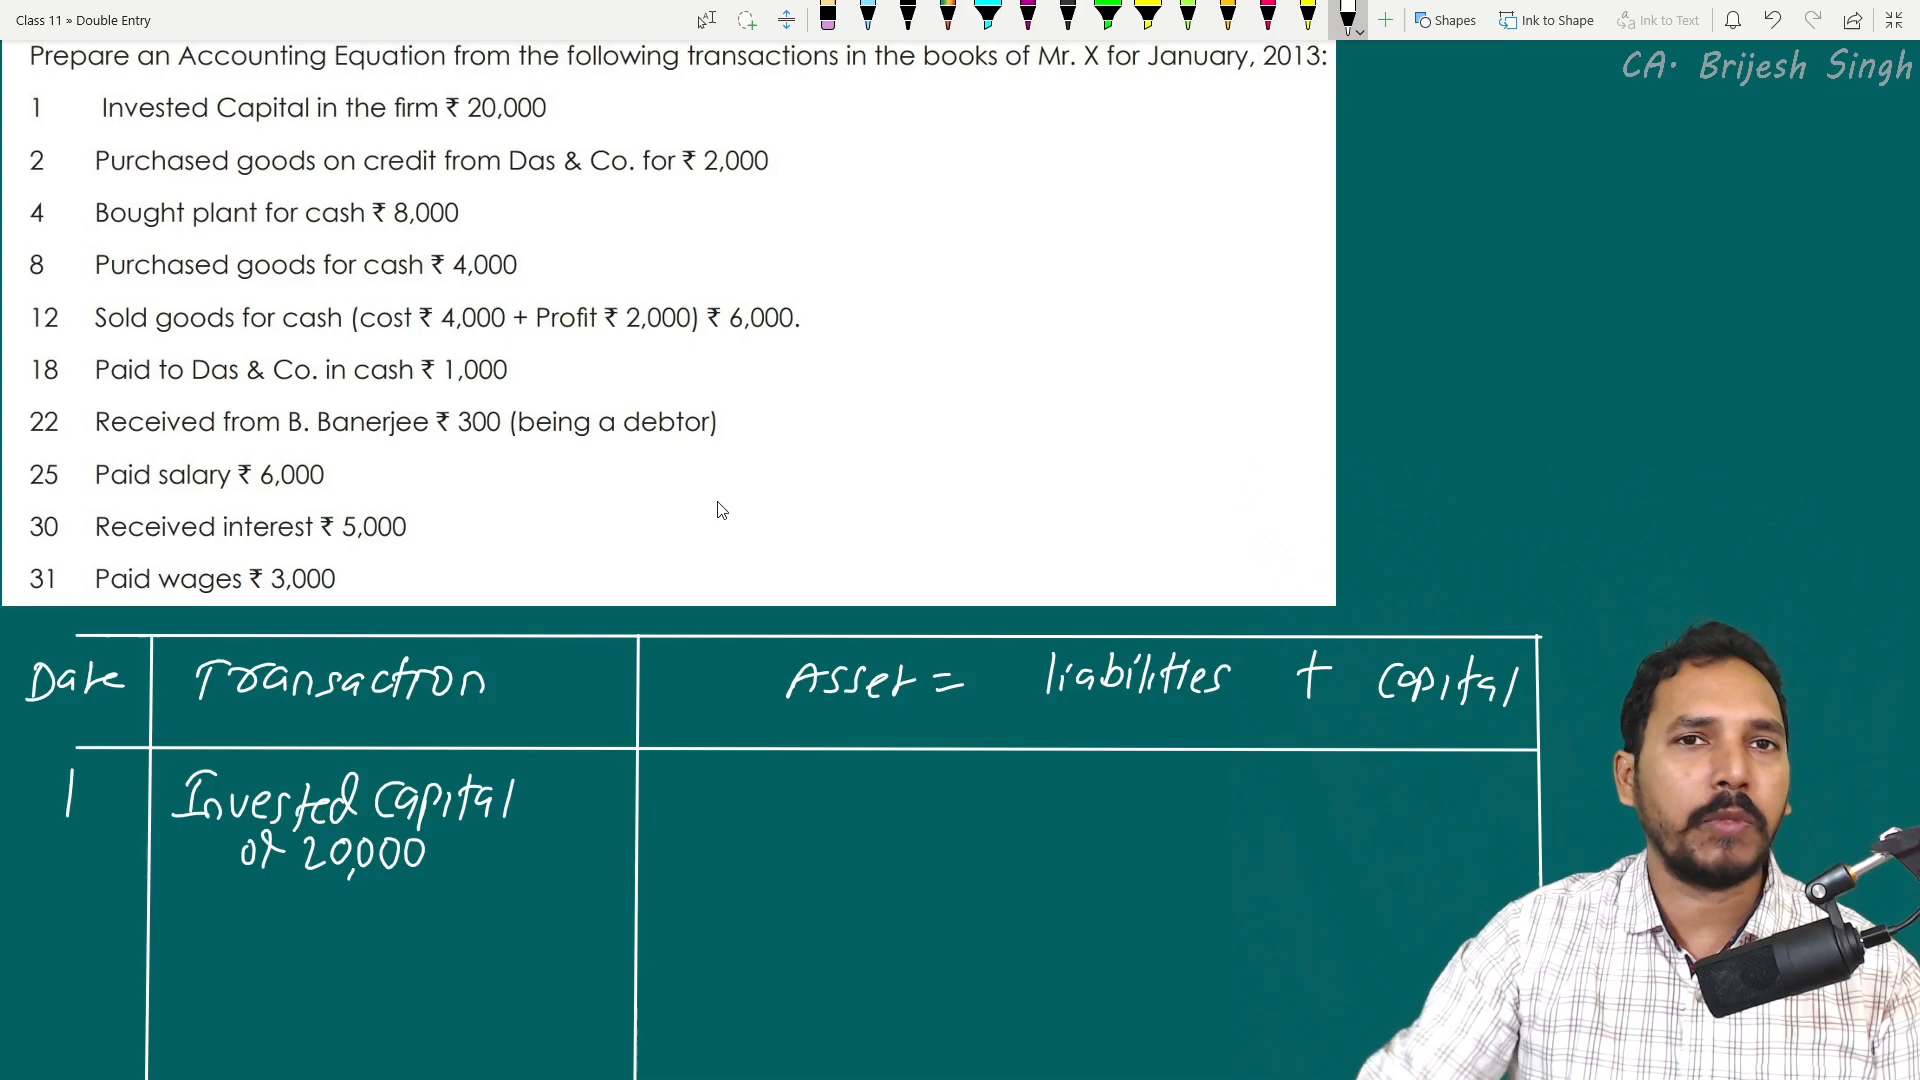 Class 11 » Double Entry
Shapes
Ink to Shape
Ink to Text
Prepare an Accounting Equation from the following transactions in the books of Mr. X for January, 2013:
CA. Brijesh Singh
1 Invested Capital in the firm ₹ 20,000
2 Purchased goods on credit from Das & Co. for ₹ 2,000
4 Bought plant for cash ₹ 8,000
8 Purchased goods for cash ₹ 4,000
12 Sold goods for cash (cost ₹ 4,000 + Profit ₹ 2,000) ₹ 6,000.
18 Paid to Das & Co. in cash ₹ 1,000
22 Received from B. Banerjee ₹ 300 (being a debtor)
25 Paid salary ₹ 6,000
30 Received interest ₹ 5,000
31 Paid wages ₹ 3,000
Date Transaction Asset = liabilities + capital
1 Invested capital
of 20,000